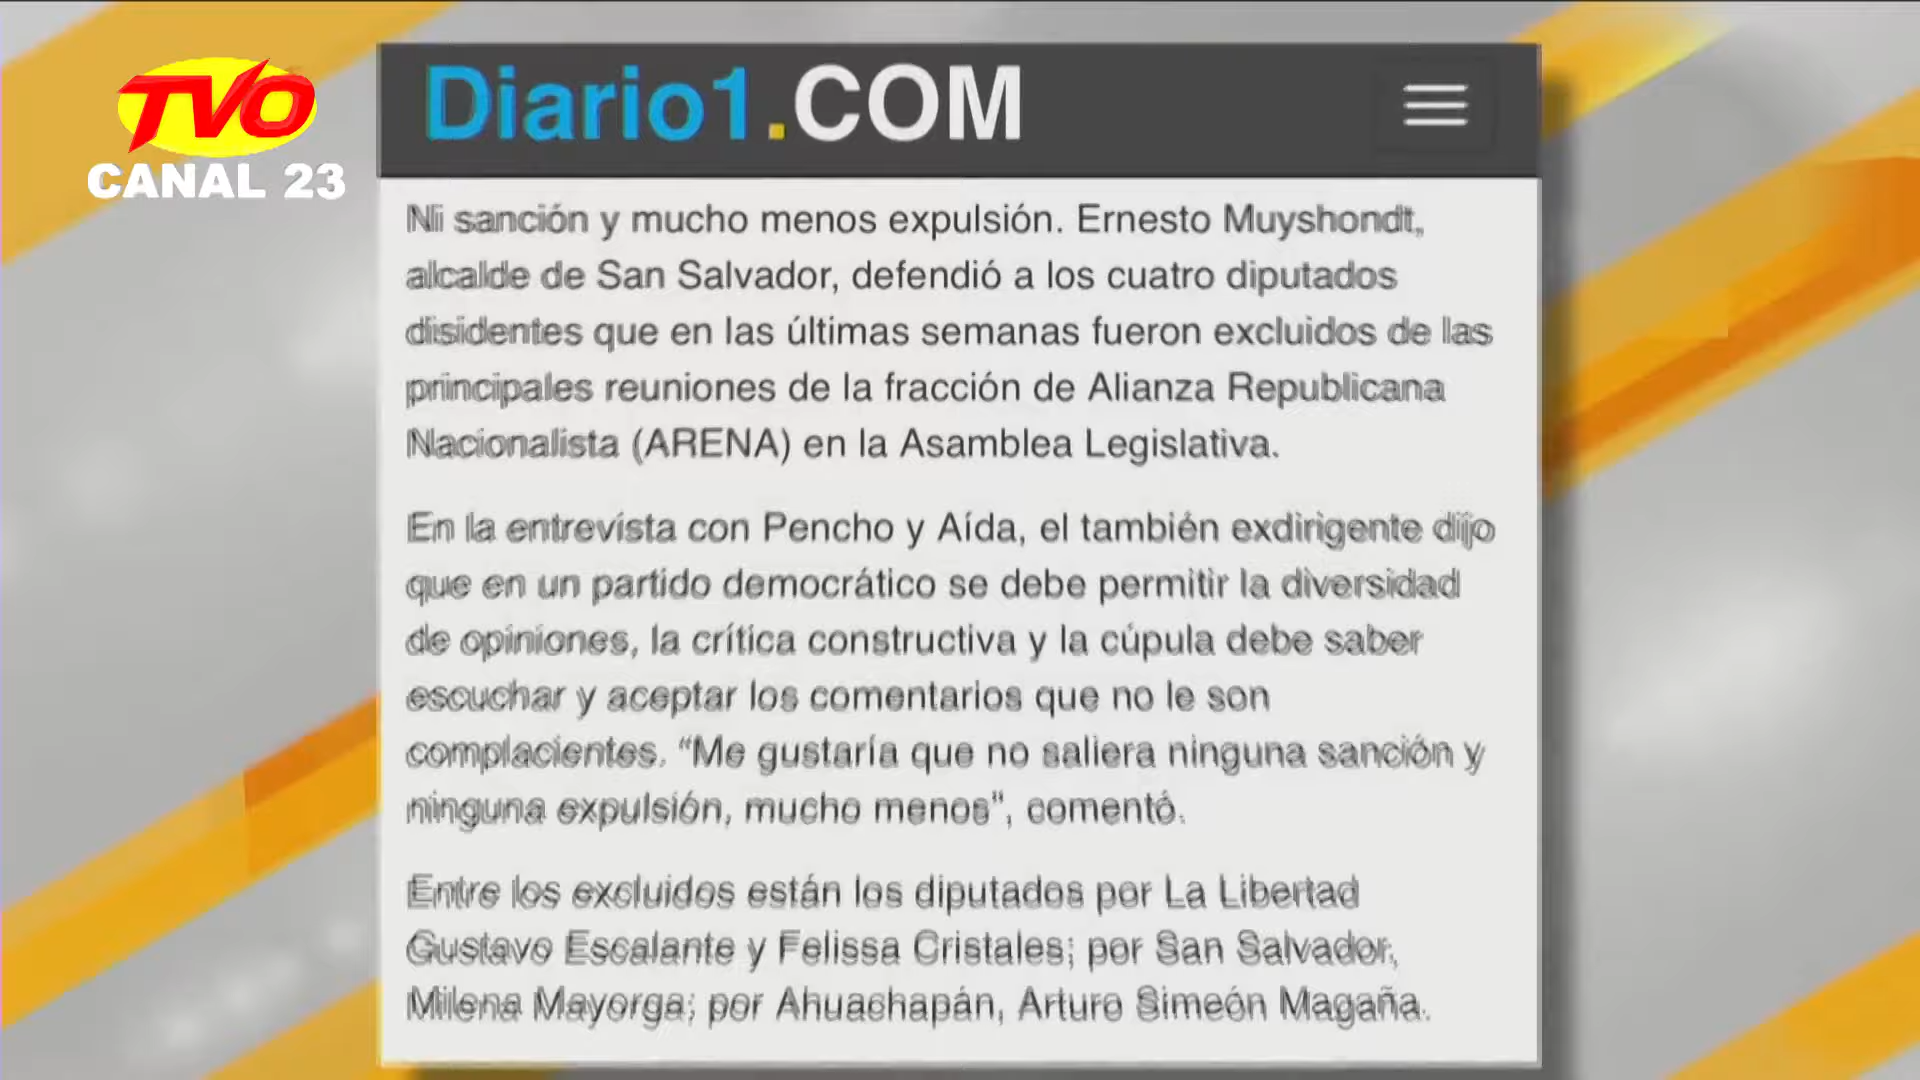 TVO
CANAL 23
Diario1.COM
Ni sanción y mucho menos expulsión. Ernesto Muyshondt,
alcalde de San Salvador, defendió a los cuatro diputados
disidentes que en las últimas semanas fueron excluidos de las
principales reuniones de la fracción de Alianza Republicana
Nacionalista (ARENA) en la Asamblea Legislativa.
En la entrevista con Pencho y Aída, el también exdirigente dijo
que en un partido democrático se debe permitir la diversidad
de opiniones, la crítica constructiva y la cúpula debe saber
escuchar y aceptar los comentarios que no le son
complacientes. “Me gustaría que no saliera ninguna sanción y
ninguna expulsión, mucho menos”, comentó.
Entre los excluidos están los diputados por La Libertad
Gustavo Escalante y Felissa Cristales; por San Salvador,
Milena Mayorga; por Ahuachapán, Arturo Simeón Magaña.